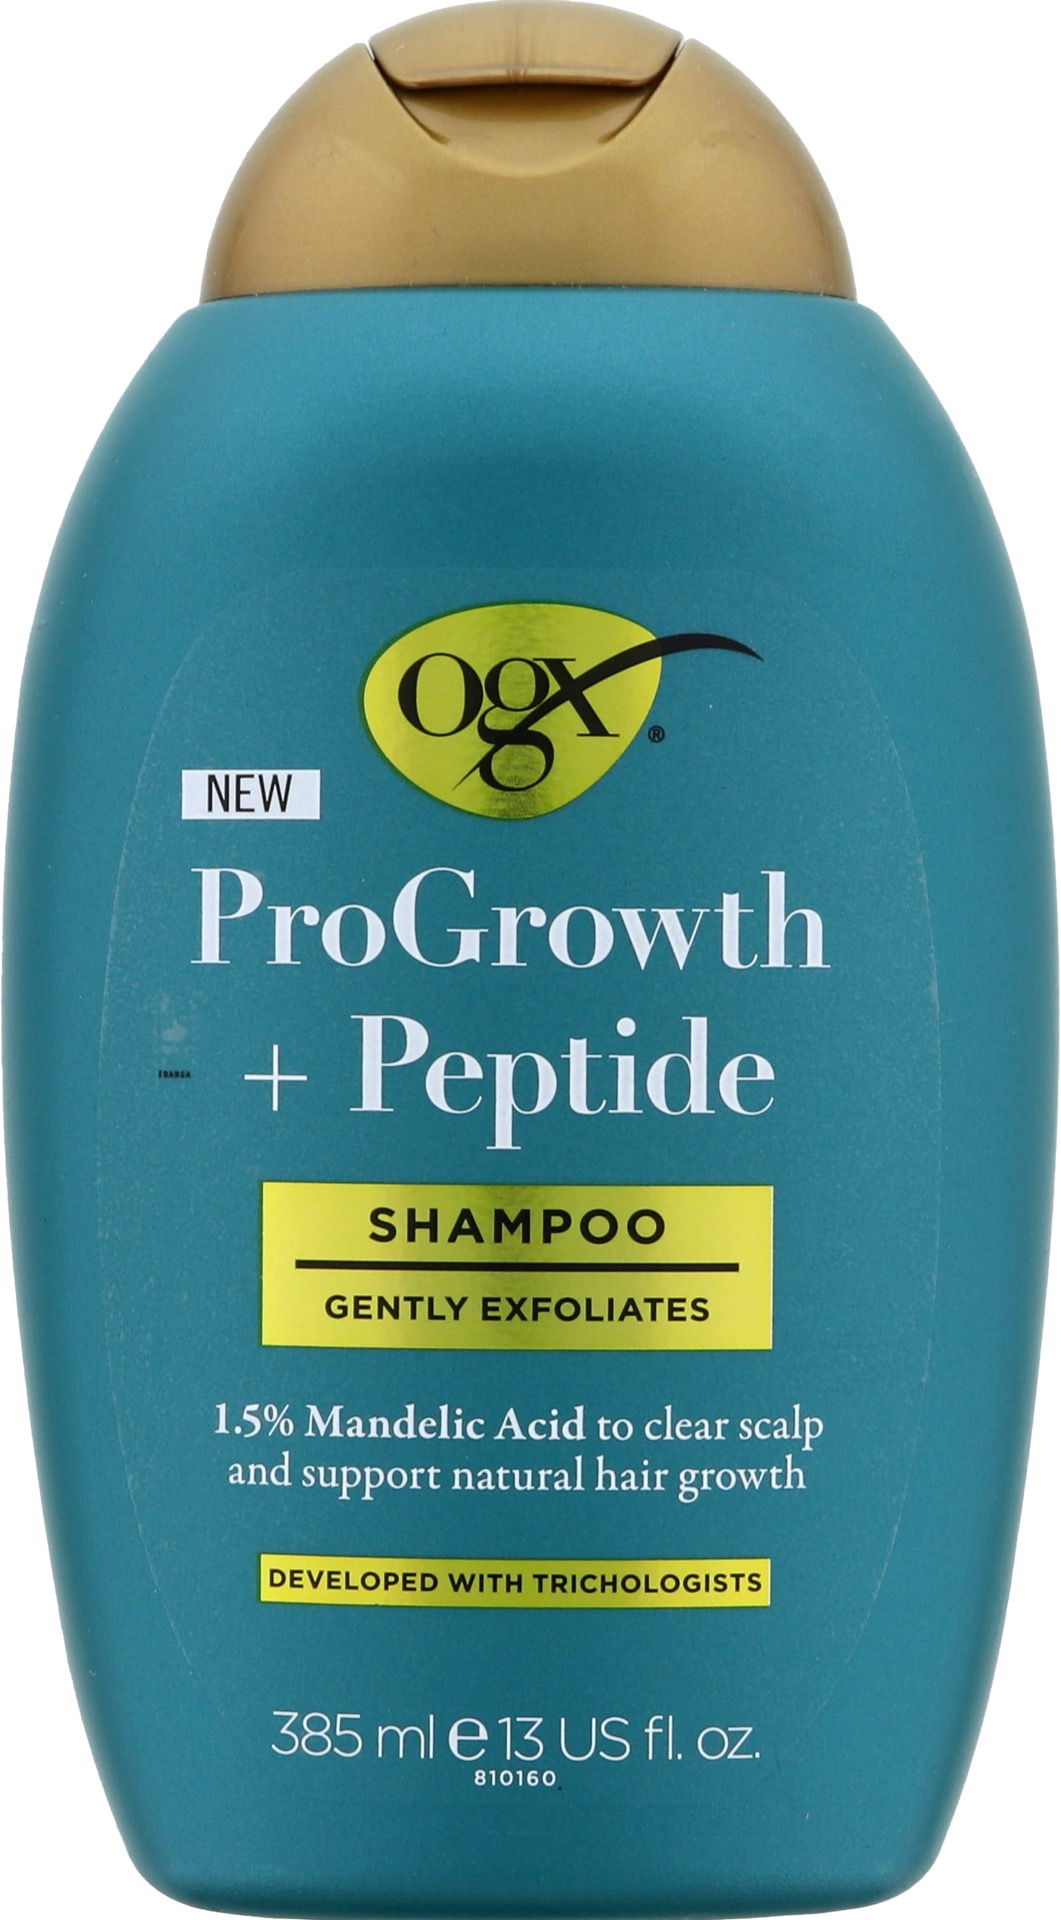 ogx®
NEW
ProGrowth
+ Peptide
SHAMPOO
GENTLY EXFOLIATES
1.5% Mandelic Acid to clear scalp
and support natural hair growth
DEVELOPED WITH TRICHOLOGISTS
385 ml e 13 US fl. oz.
810160